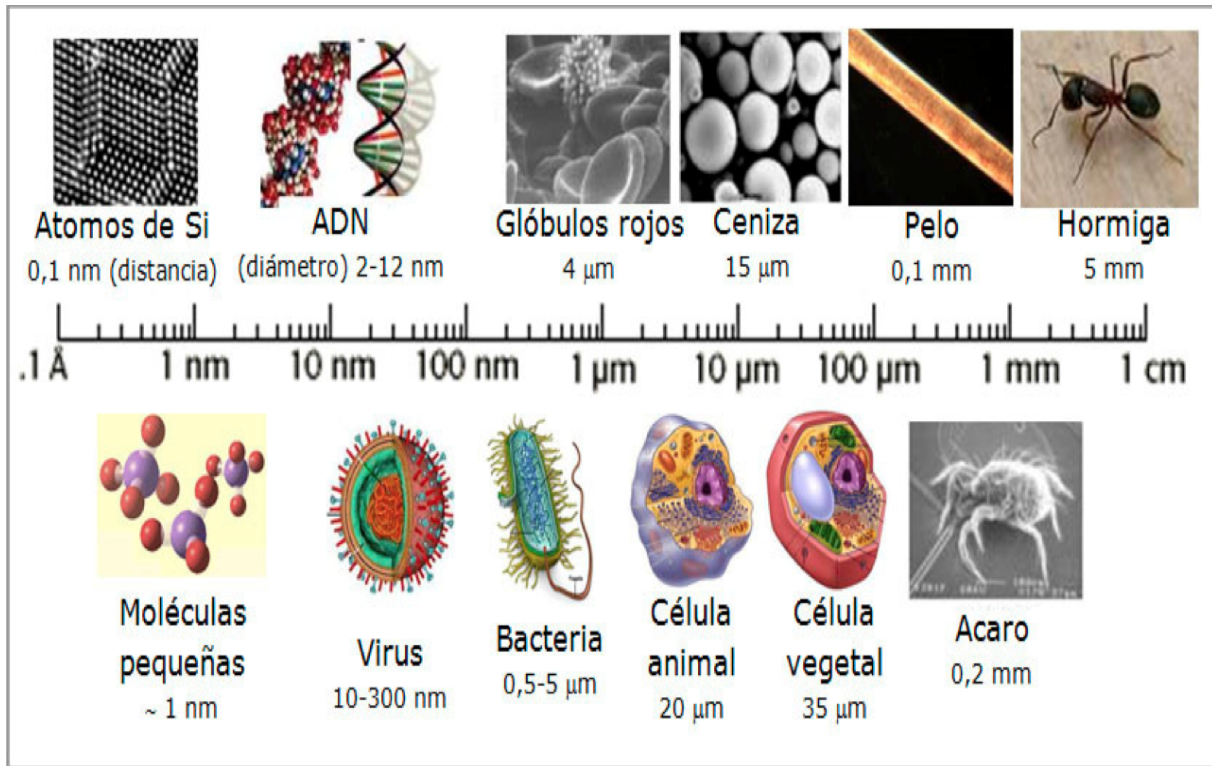 Atomos de Si
0,1 nm (distancia)
ADN
(diámetro) 2-12 nm
Glóbulos rojos
4 μm
Ceniza
15 μm
Pelo
0,1 mm
Hormiga
5 mm
.1 Å 1 nm 10 nm 100 nm 1 μm 10 μm 100 μm 1 mm 1 cm
Moléculas
pequeñas
~ 1 nm
Virus
10-300 nm
Bacteria
0,5-5 μm
Célula
animal
20 μm
Célula
vegetal
35 μm
Acaro
0,2 mm